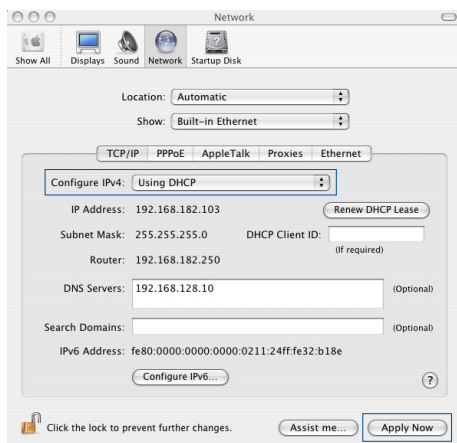 Network
Show All Displays Sound Network Startup Disk
Location: Automatic
Show: Built-in Ethernet
TCP/IP PPPoE AppleTalk Proxies Ethernet
Configure IPv4: Using DHCP
IP Address: 192.168.182.103 Renew DHCP Lease
Subnet Mask: 255.255.255.0 DHCP Client ID:
(If required)
Router: 192.168.182.250
DNS Servers: 192.168.128.10 (Optional)
Search Domains: (Optional)
IPv6 Address: fe80:0000:0000:0000:0211:24ff:fe32:b18e
Configure IPv6...
?
Click the lock to prevent further changes. Assist me... Apply Now